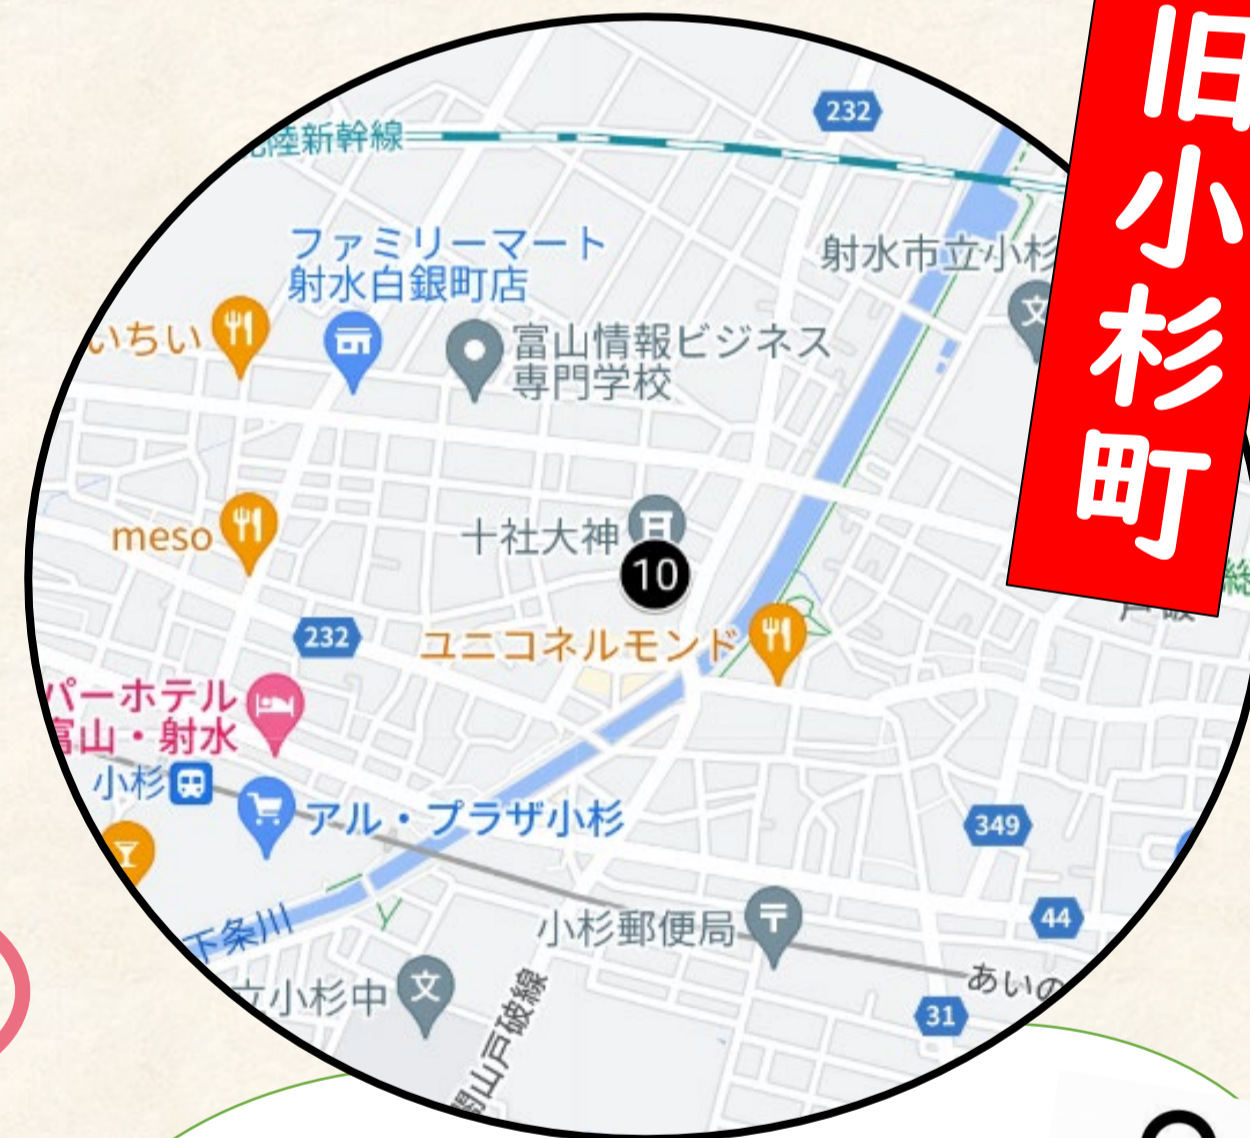 旧小杉町
232
陸新幹線
射水市立小杉
ファミリーマート
射水白銀町店
文
いちい
富山情報ビジネス
専門学校
meso
十社大神
10
232
ユニコネルモンド
パーホテル
富山・射水
小杉
アル・プラザ小杉
349
44
下条川
小杉郵便局
あいの
立小杉中
文
31
山戸破線